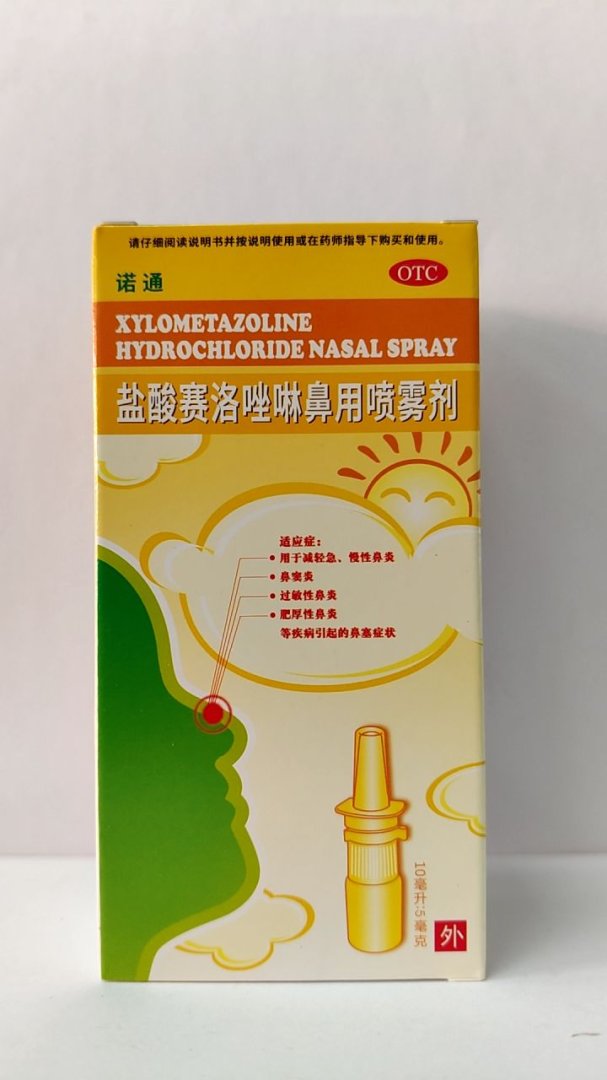 请仔细阅读说明书并按说明使用或在药师指导下购买和使用。
诺通
OTC
XYLOMETAZOLINE
HYDROCHLORIDE NASAL SPRAY
盐酸赛洛唑啉鼻用喷雾剂
适应症：
• 用于减轻急、慢性鼻炎
• 鼻窦炎
• 过敏性鼻炎
• 肥厚性鼻炎
等疾病引起的鼻塞症状
10毫升:5毫克
外